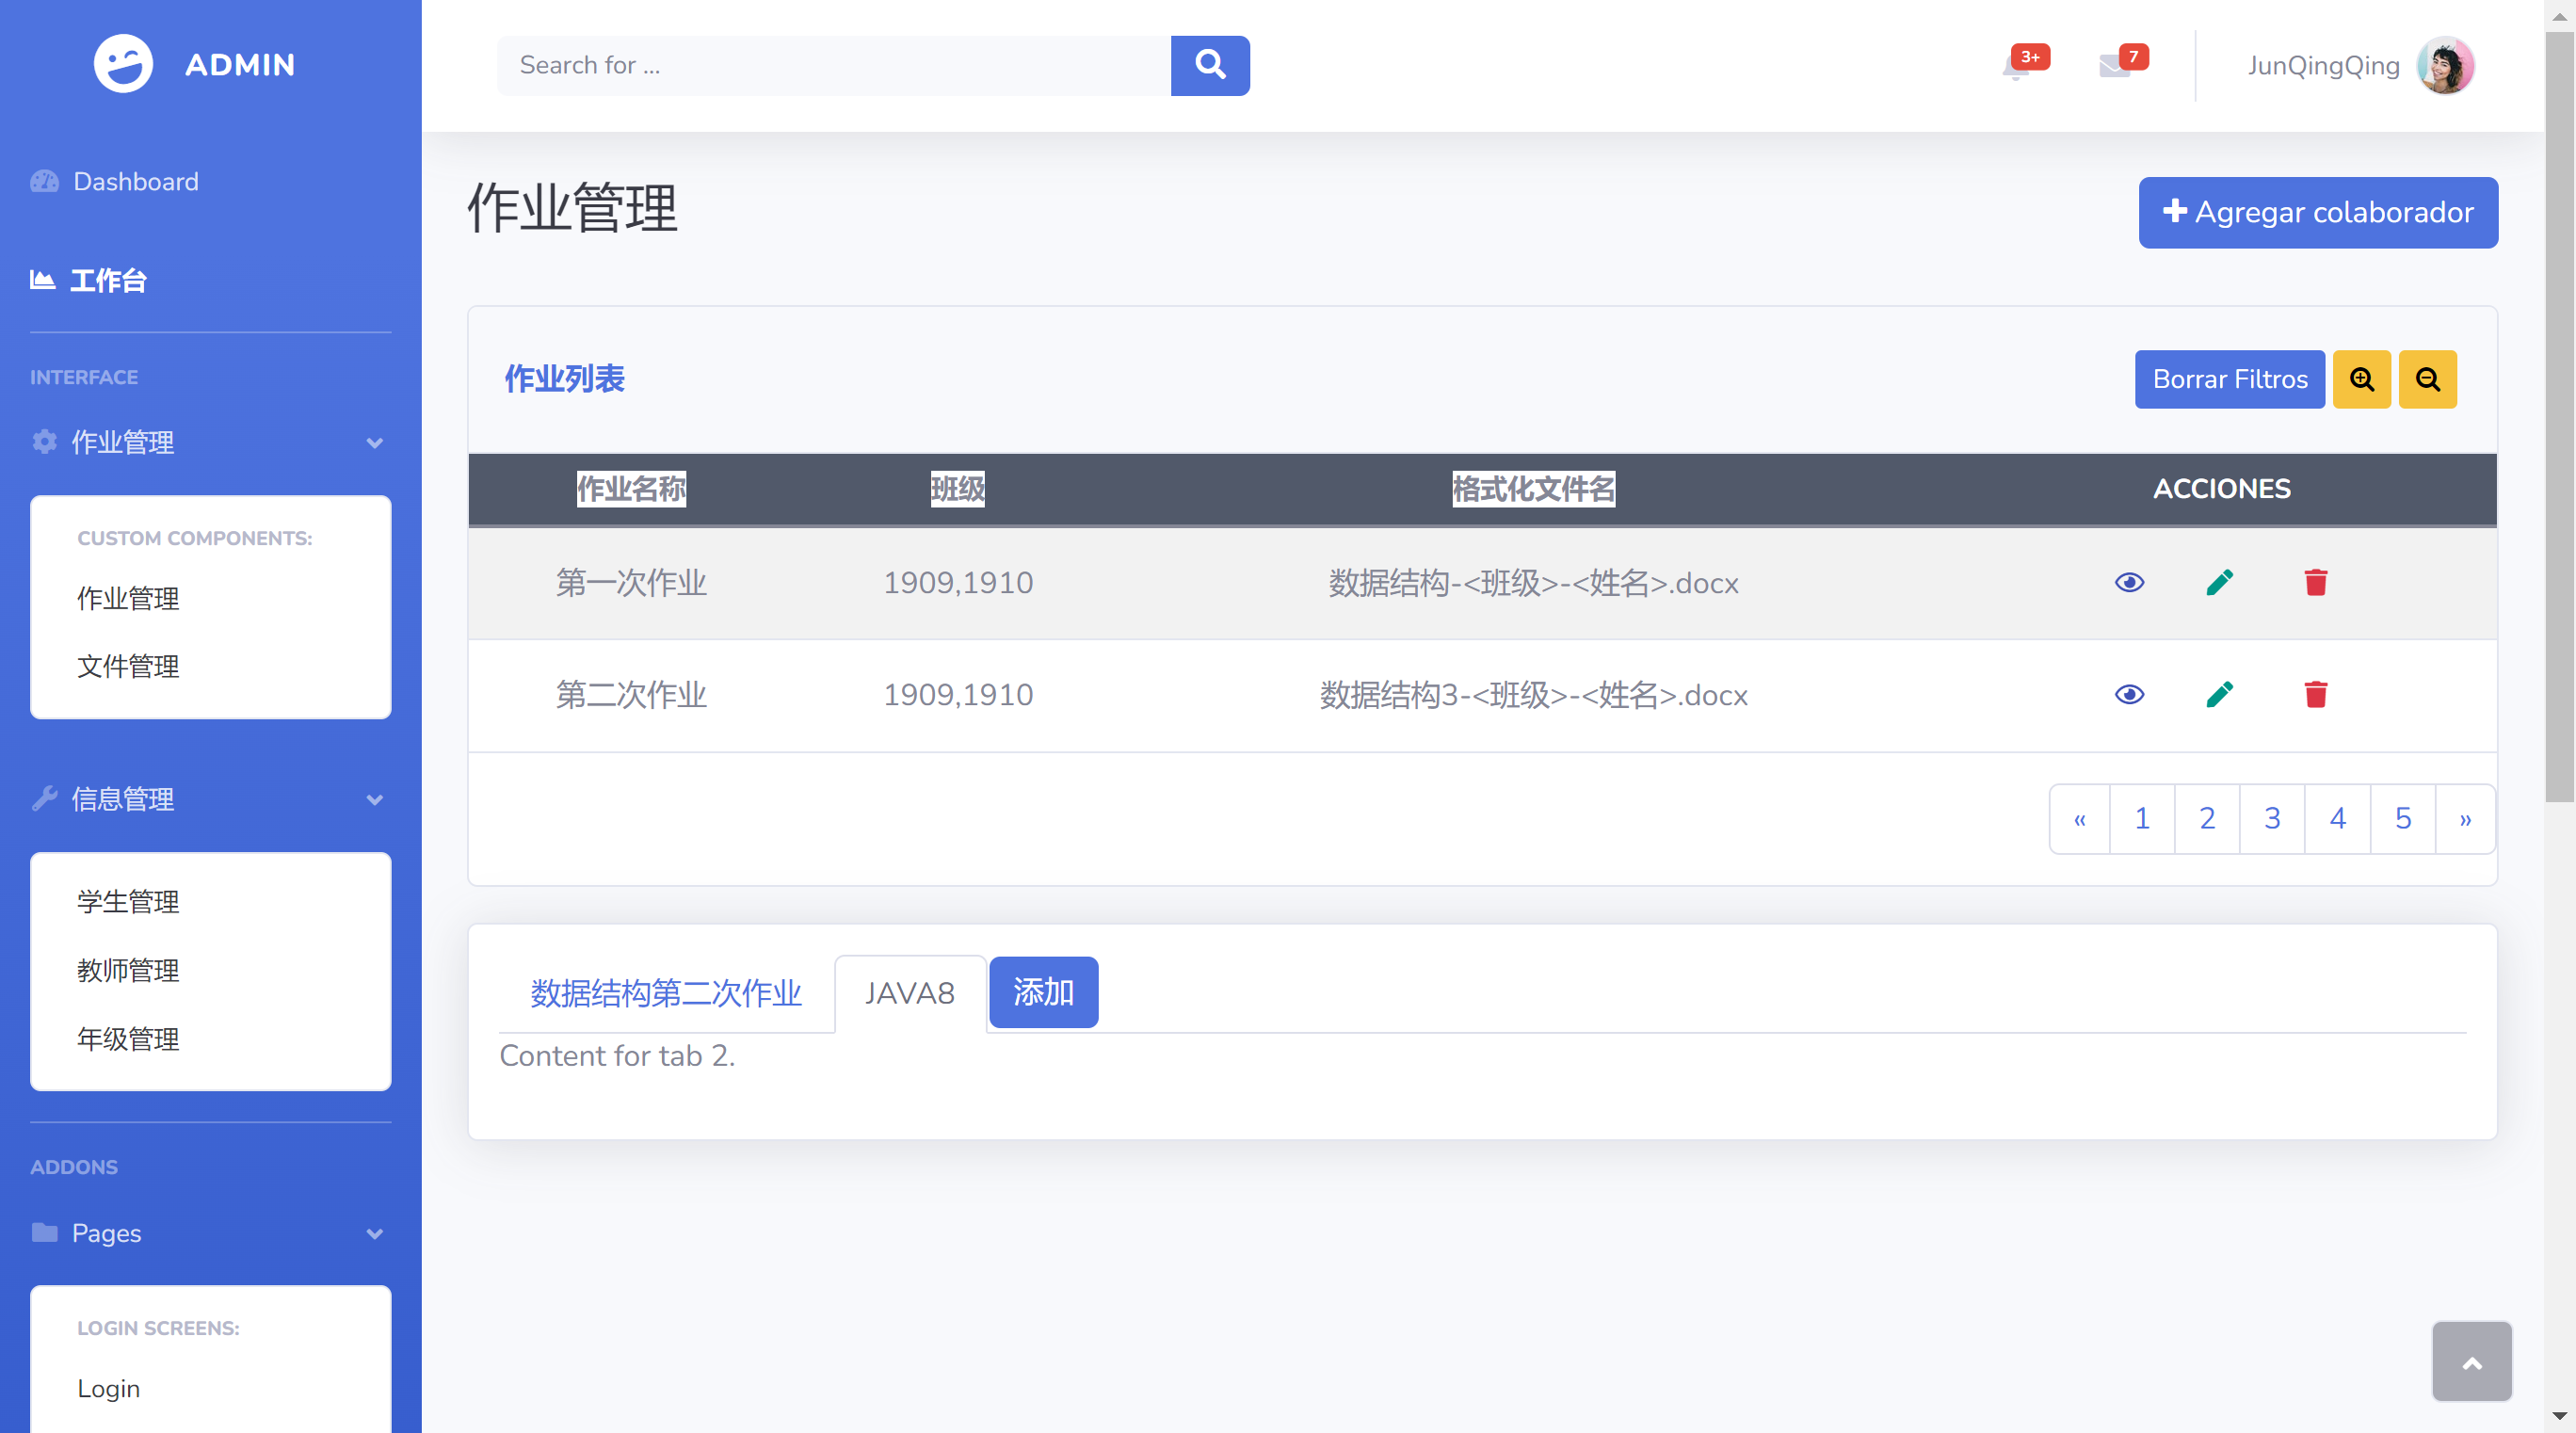 ADMIN
Search for ...
3+
7
JunQingQing
Dashboard
工作台
INTERFACE
作业管理
CUSTOM COMPONENTS:
作业管理
文件管理
信息管理
学生管理
教师管理
年级管理
ADDONS
Pages
LOGIN SCREENS:
Login
作业管理
Agregar colaborador
作业列表
Borrar Filtros
作业名称 班级 格式化文件名 ACCIONES
第一次作业 1909,1910 数据结构-<班级>-<姓名>.docx
第二次作业 1909,1910 数据结构3-<班级>-<姓名>.docx
« 1 2 3 4 5 »
数据结构第二次作业 JAVA8 添加
Content for tab 2.